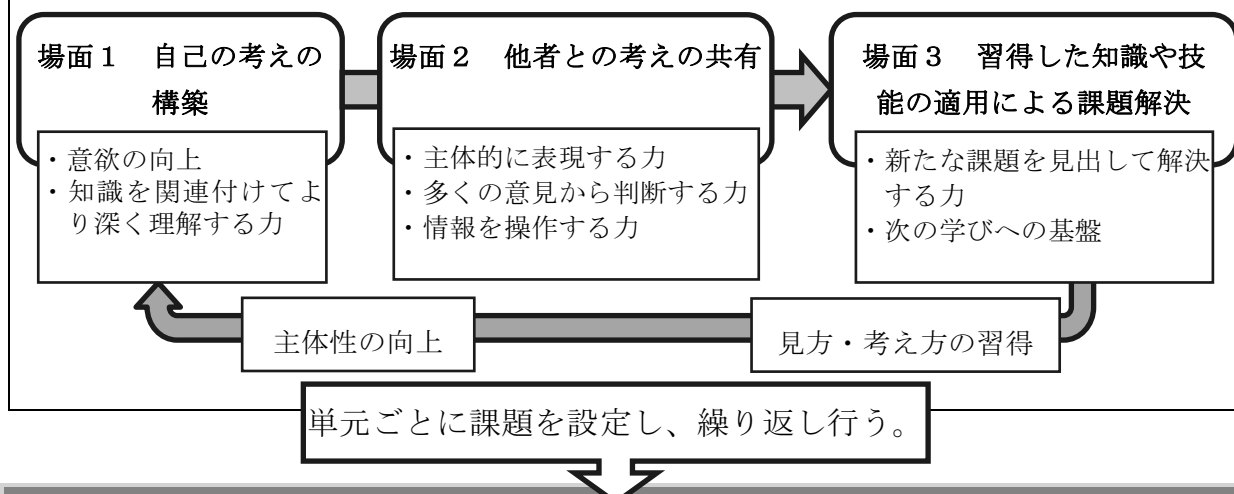 場面１　自己の考えの
構築
・意欲の向上
・知識を関連付けてよ
り深く理解する力
場面２　他者との考えの共有
・主体的に表現する力
・多くの意見から判断する力
・情報を操作する力
場面３　習得した知識や技
能の適用による課題解決
・新たな課題を見出して解決
する力
・次の学びへの基盤
主体性の向上
見方・考え方の習得
単元ごとに課題を設定し、繰り返し行う。